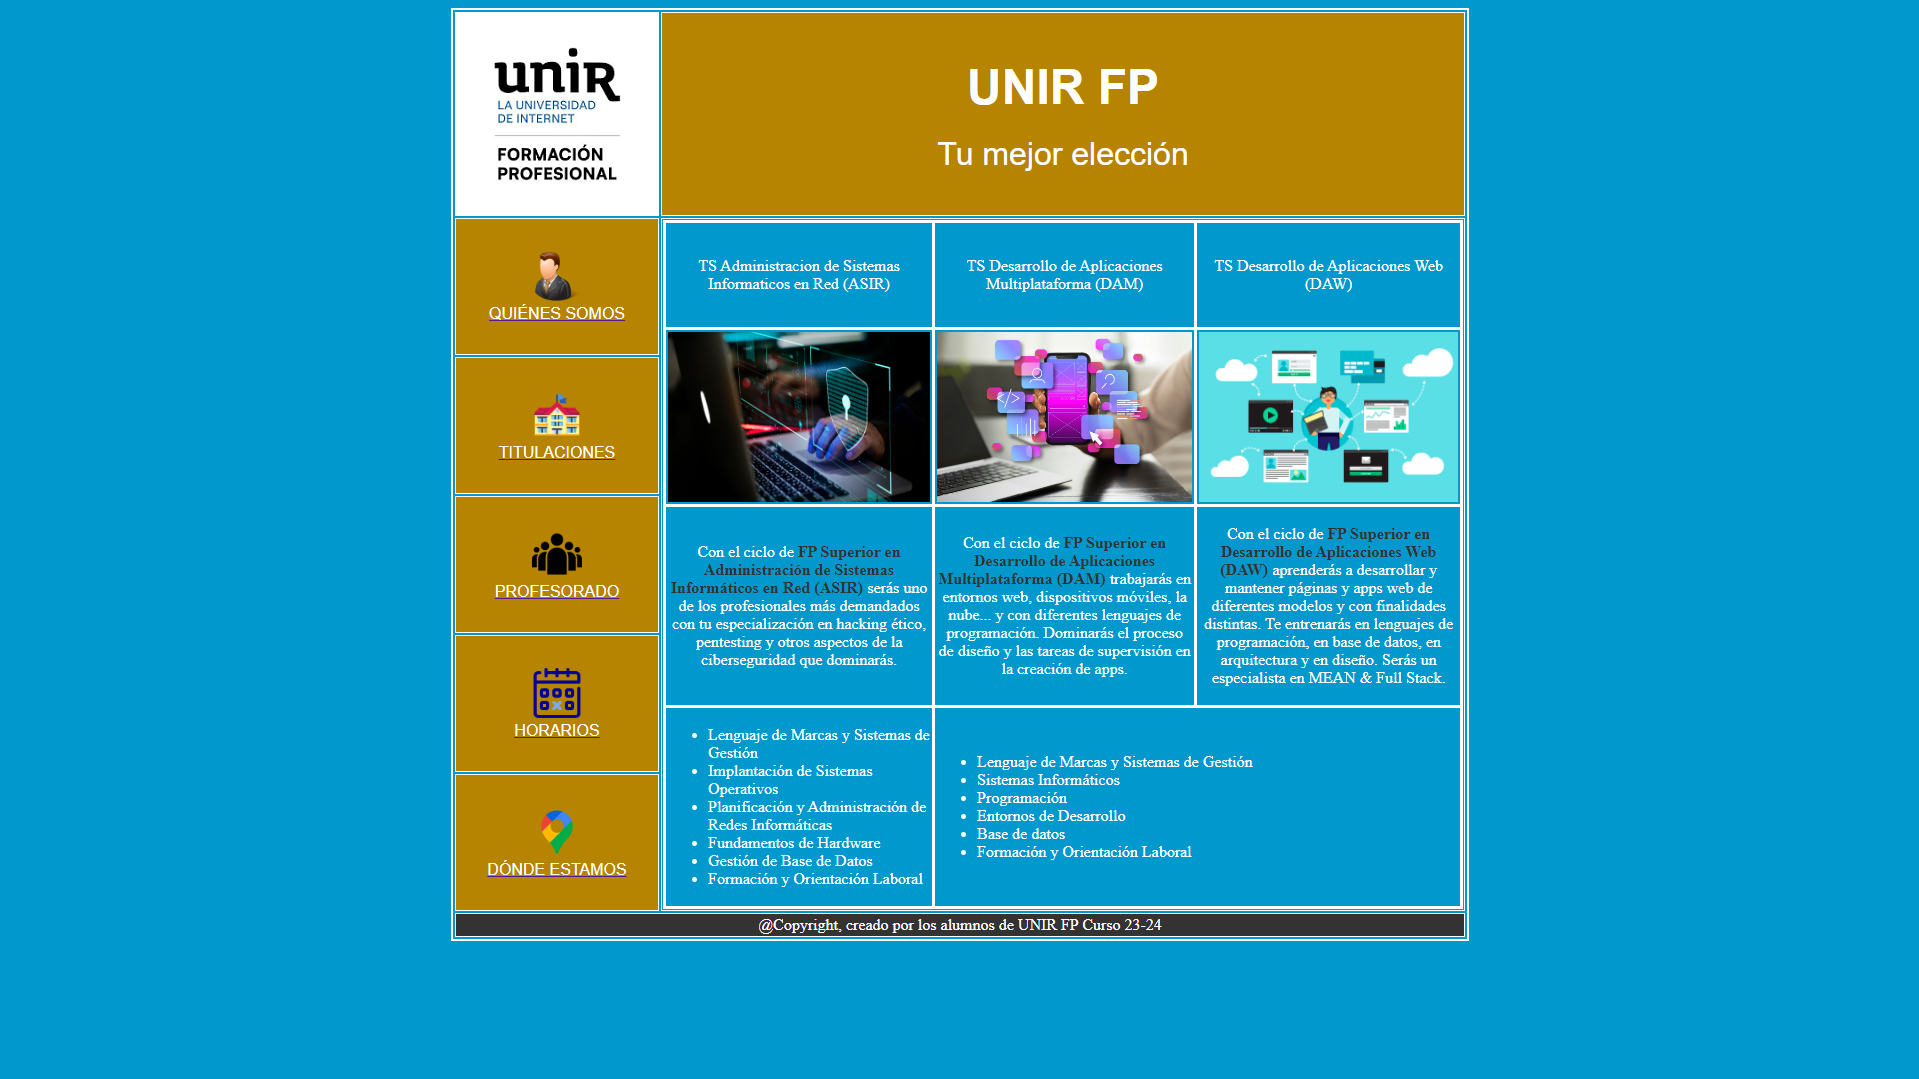 unir
LA UNIVERSIDAD
DE INTERNET
FORMACIÓN
PROFESIONAL
UNIR FP
Tu mejor elección
QUIÉNES SOMOS
TITULACIONES
PROFESORADO
HORARIOS
DÓNDE ESTAMOS
TS Administracion de Sistemas
Informaticos en Red (ASIR)
TS Desarrollo de Aplicaciones
Multiplataforma (DAM)
TS Desarrollo de Aplicaciones Web
(DAW)
Con el ciclo de FP Superior en
Administración de Sistemas
Informáticos en Red (ASIR) serás uno
de los profesionales más demandados
con tu especialización en hacking ético,
pentesting y otros aspectos de la
ciberseguridad que dominarás.
Con el ciclo de FP Superior en
Desarrollo de Aplicaciones
Multiplataforma (DAM) trabajarás en
entornos web, dispositivos móviles, la
nube... y con diferentes lenguajes de
programación. Dominarás el proceso
de diseño y las tareas de supervisión en
la creación de apps.
Con el ciclo de FP Superior en
Desarrollo de Aplicaciones Web
(DAW) aprenderás a desarrollar y
mantener páginas y apps web de
diferentes modelos y con finalidades
distintas. Te entrenarás en lenguajes de
programación, en base de datos, en
arquitectura y en diseño. Serás un
especialista en MEAN & Full Stack.
• Lenguaje de Marcas y Sistemas de
Gestión
• Implantación de Sistemas
Operativos
• Planificación y Administración de
Redes Informáticas
• Fundamentos de Hardware
• Gestión de Base de Datos
• Formación y Orientación Laboral
• Lenguaje de Marcas y Sistemas de Gestión
• Sistemas Informáticos
• Programación
• Entornos de Desarrollo
• Base de datos
• Formación y Orientación Laboral
@Copyright, creado por los alumnos de UNIR FP Curso 23-24